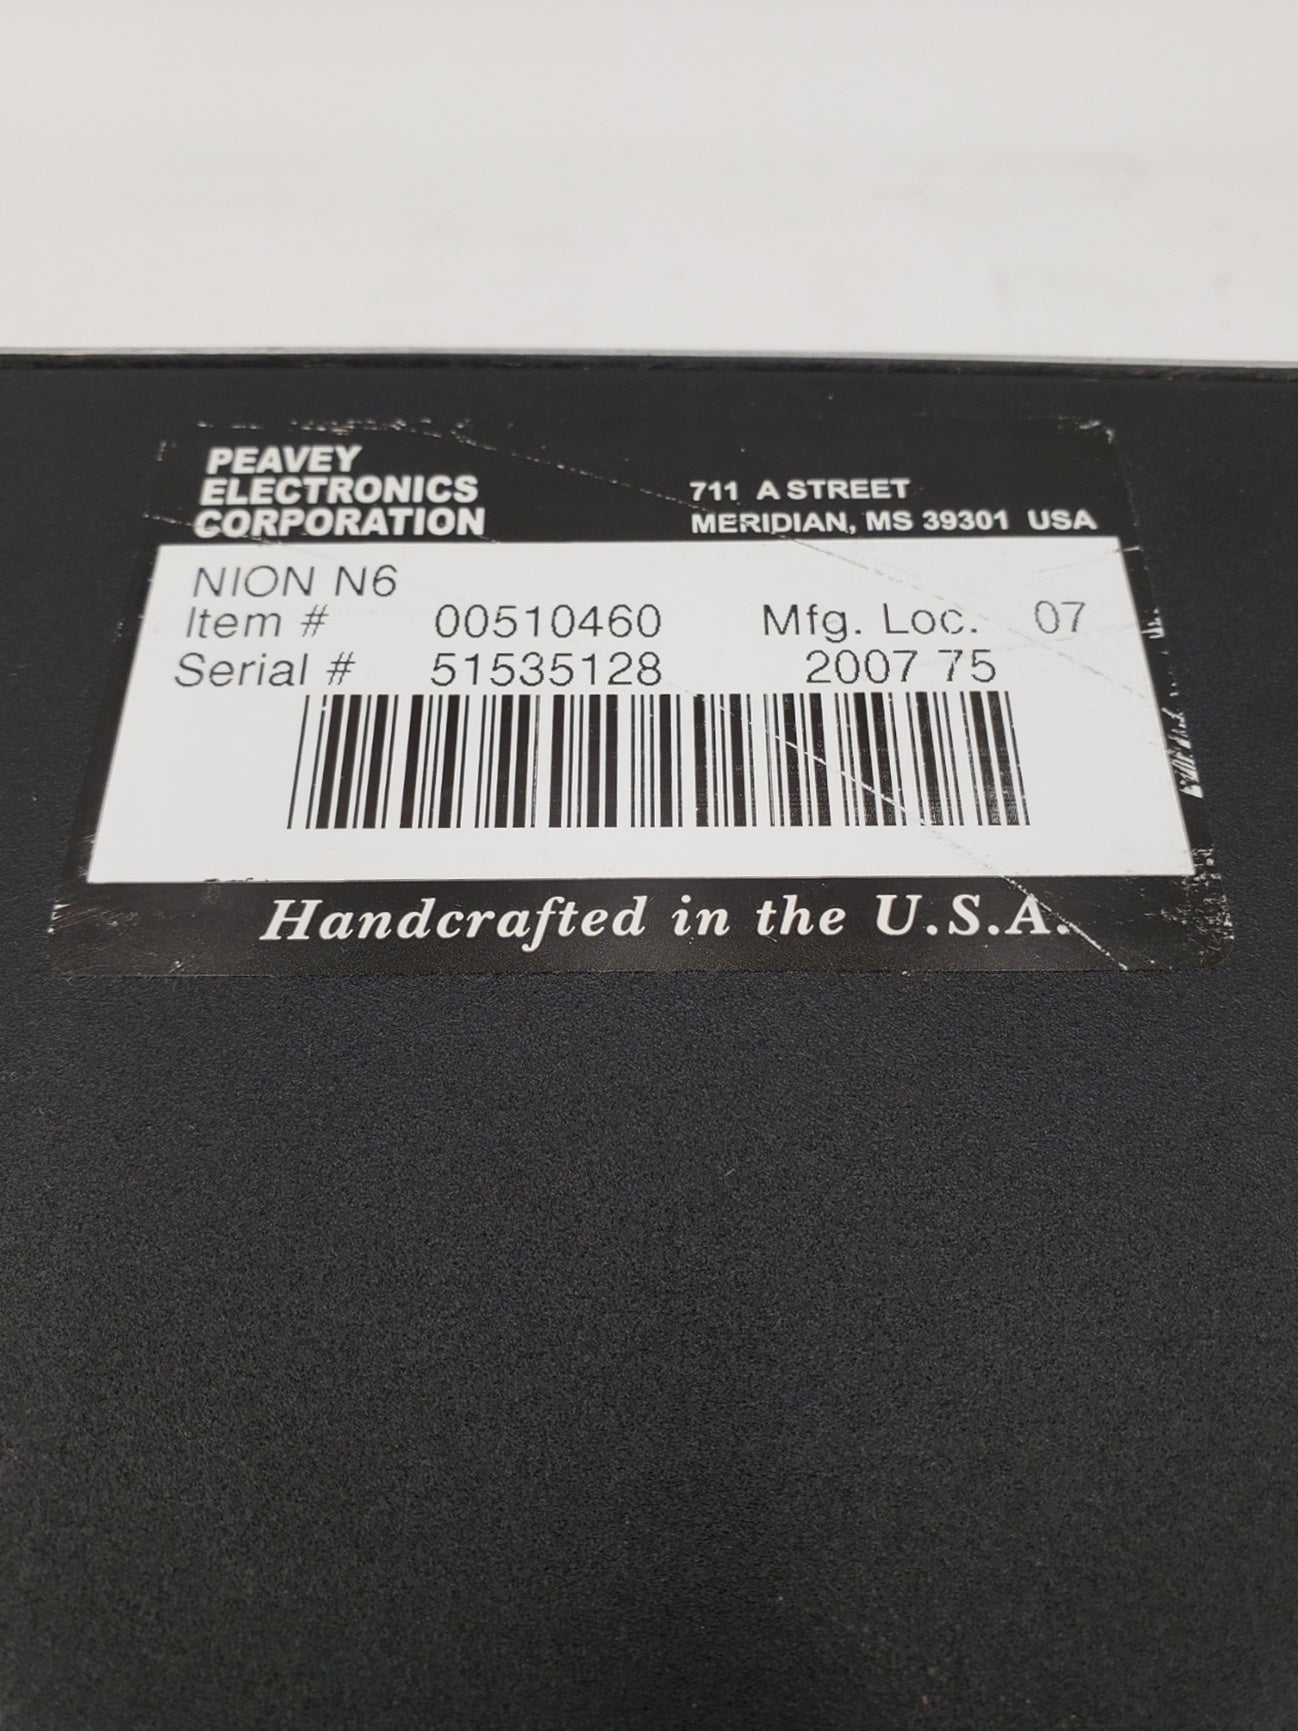 PEAVEY
ELECTRONICS
CORPORATION
711 A STREET
MERIDIAN, MS 39301 USA
NION N6
Item # 00510460 Mfg. Loc. 07
Serial # 51535128 2007 75
Handcrafted in the U.S.A.